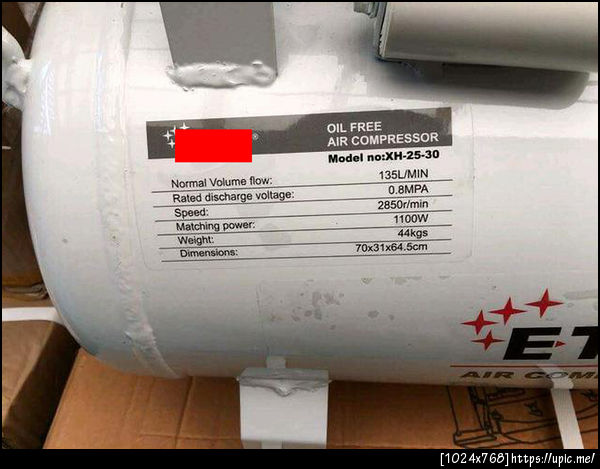 ®
OIL FREE
AIR COMPRESSOR
Model no:XH-25-30
Normal Volume flow: 135L/MIN
Rated discharge voltage: 0.8MPA
Speed: 2850r/min
Matching power: 1100W
Weight: 44kgs
Dimensions: 70x31x64.5cm
ET
AIR COM
[1024x768]https://upic.me/